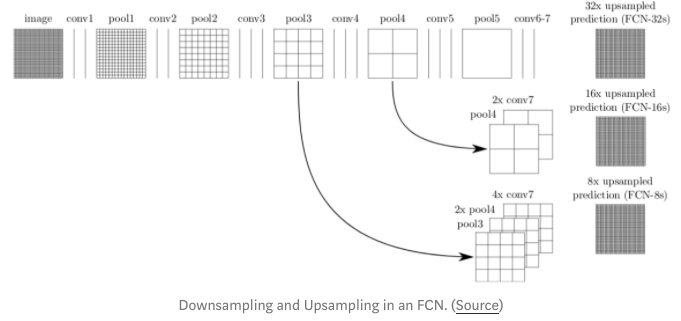 image conv1 pool1 conv2 pool2 conv3 pool3 conv4 pool4 conv5 pool5 conv6-7
32x upsampled
prediction (FCN-32s)
2x conv7
pool4
16x upsampled
prediction (FCN-16s)
4x conv7
2x pool4
pool3
8x upsampled
prediction (FCN-8s)
Downsampling and Upsampling in an FCN. (Source)